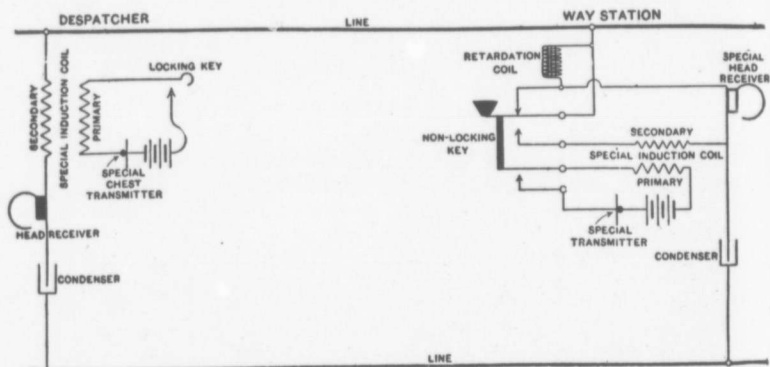 DESPATCHER
LINE
WAY STATION
LOCKING KEY
SECONDARY
SPECIAL INDUCTION COIL
PRIMARY
SPECIAL
CHEST
TRANSMITTER
HEAD RECEIVER
CONDENSER
RETARDATION
COIL
SPECIAL
HEAD
RECEIVER
NON-LOCKING
KEY
SECONDARY
SPECIAL INDUCTION COIL
PRIMARY
SPECIAL
TRANSMITTER
CONDENSER
LINE